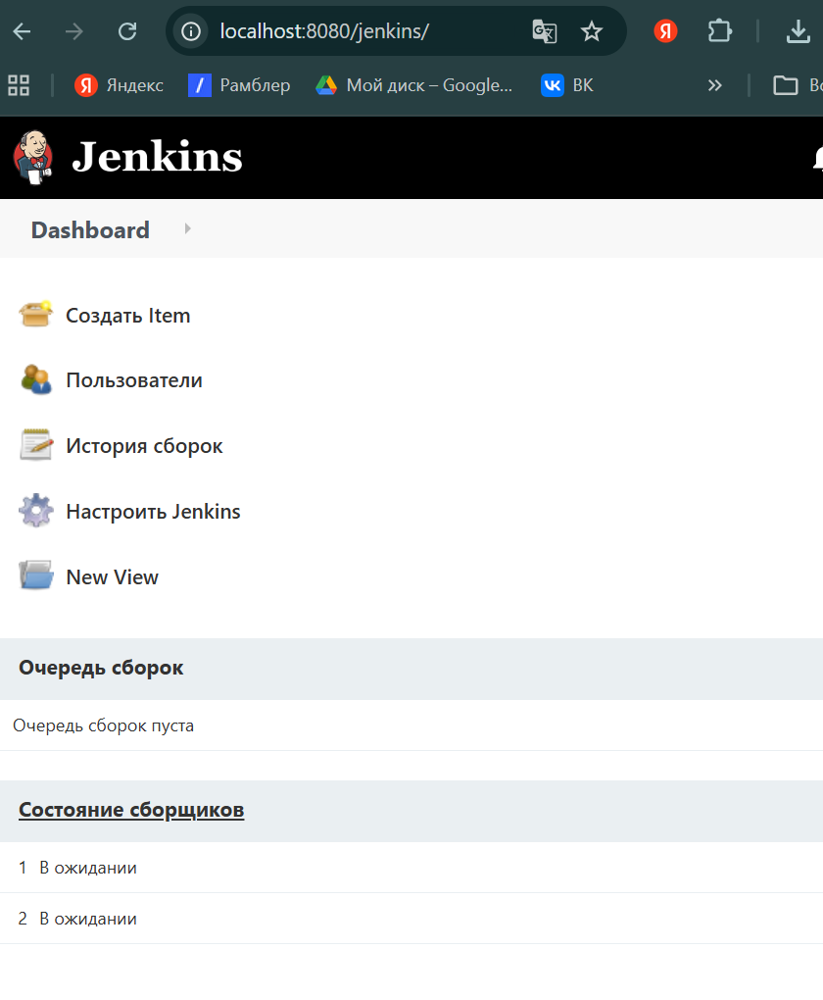 localhost:8080/jenkins/
Яндекс Рамблер Мой диск – Google... ВК
Jenkins
Dashboard
Создать Item
Пользователи
История сборок
Настроить Jenkins
New View
Очередь сборок
Очередь сборок пуста
Состояние сборщиков
1 В ожидании
2 В ожидании